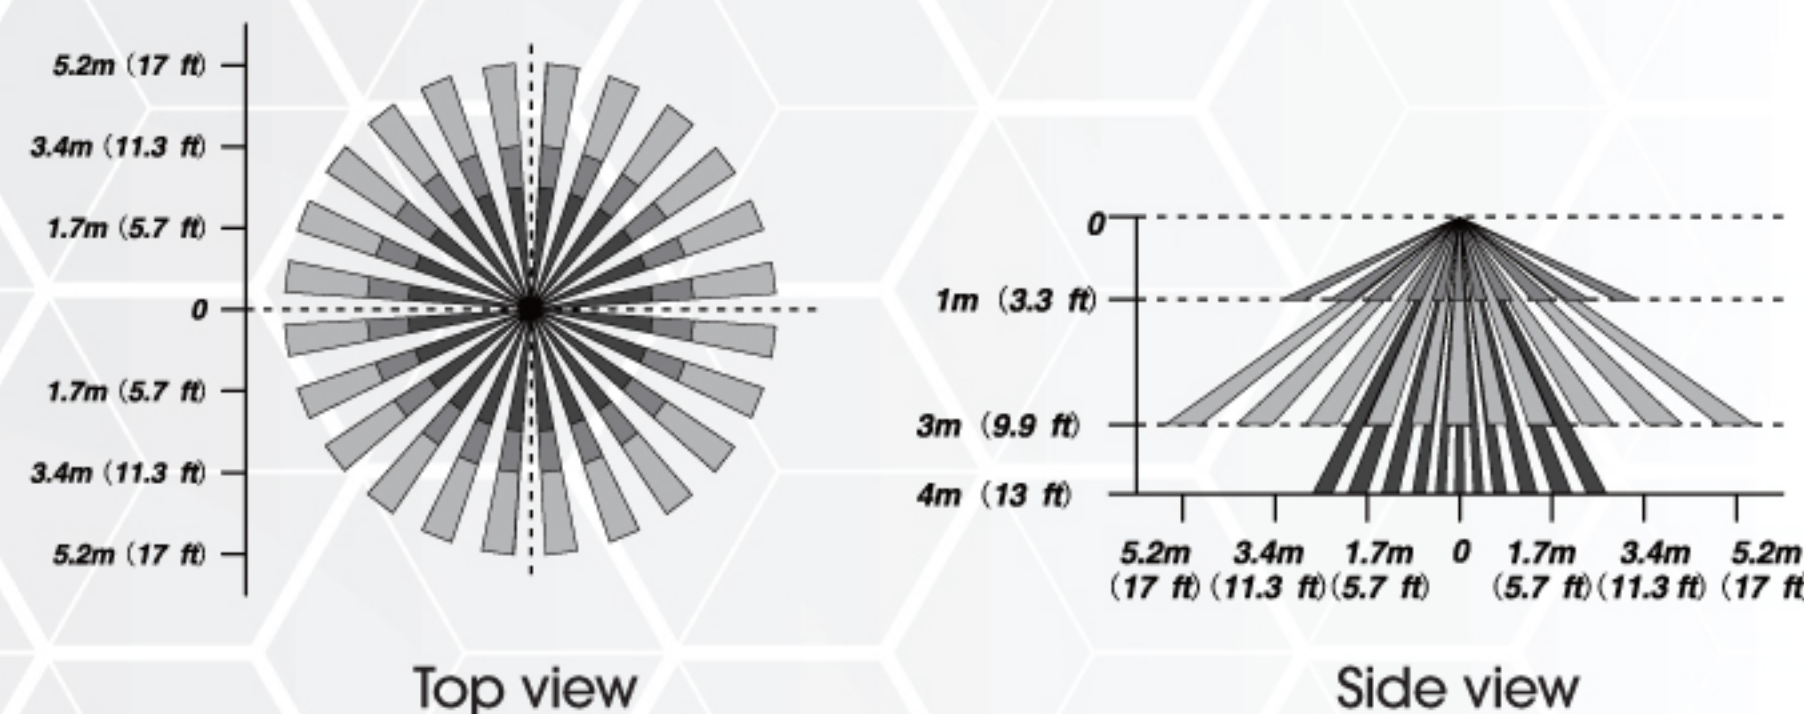 5.2m (17 ft)
3.4m (11.3 ft)
1.7m (5.7 ft)
0
1.7m (5.7 ft)
3.4m (11.3 ft)
5.2m (17 ft)
Top view
0
1m (3.3 ft)
3m (9.9 ft)
4m (13 ft)
5.2m 3.4m 1.7m 0 1.7m 3.4m 5.2m
(17 ft) (11.3 ft) (5.7 ft) (5.7 ft) (11.3 ft) (17 ft)
Side view